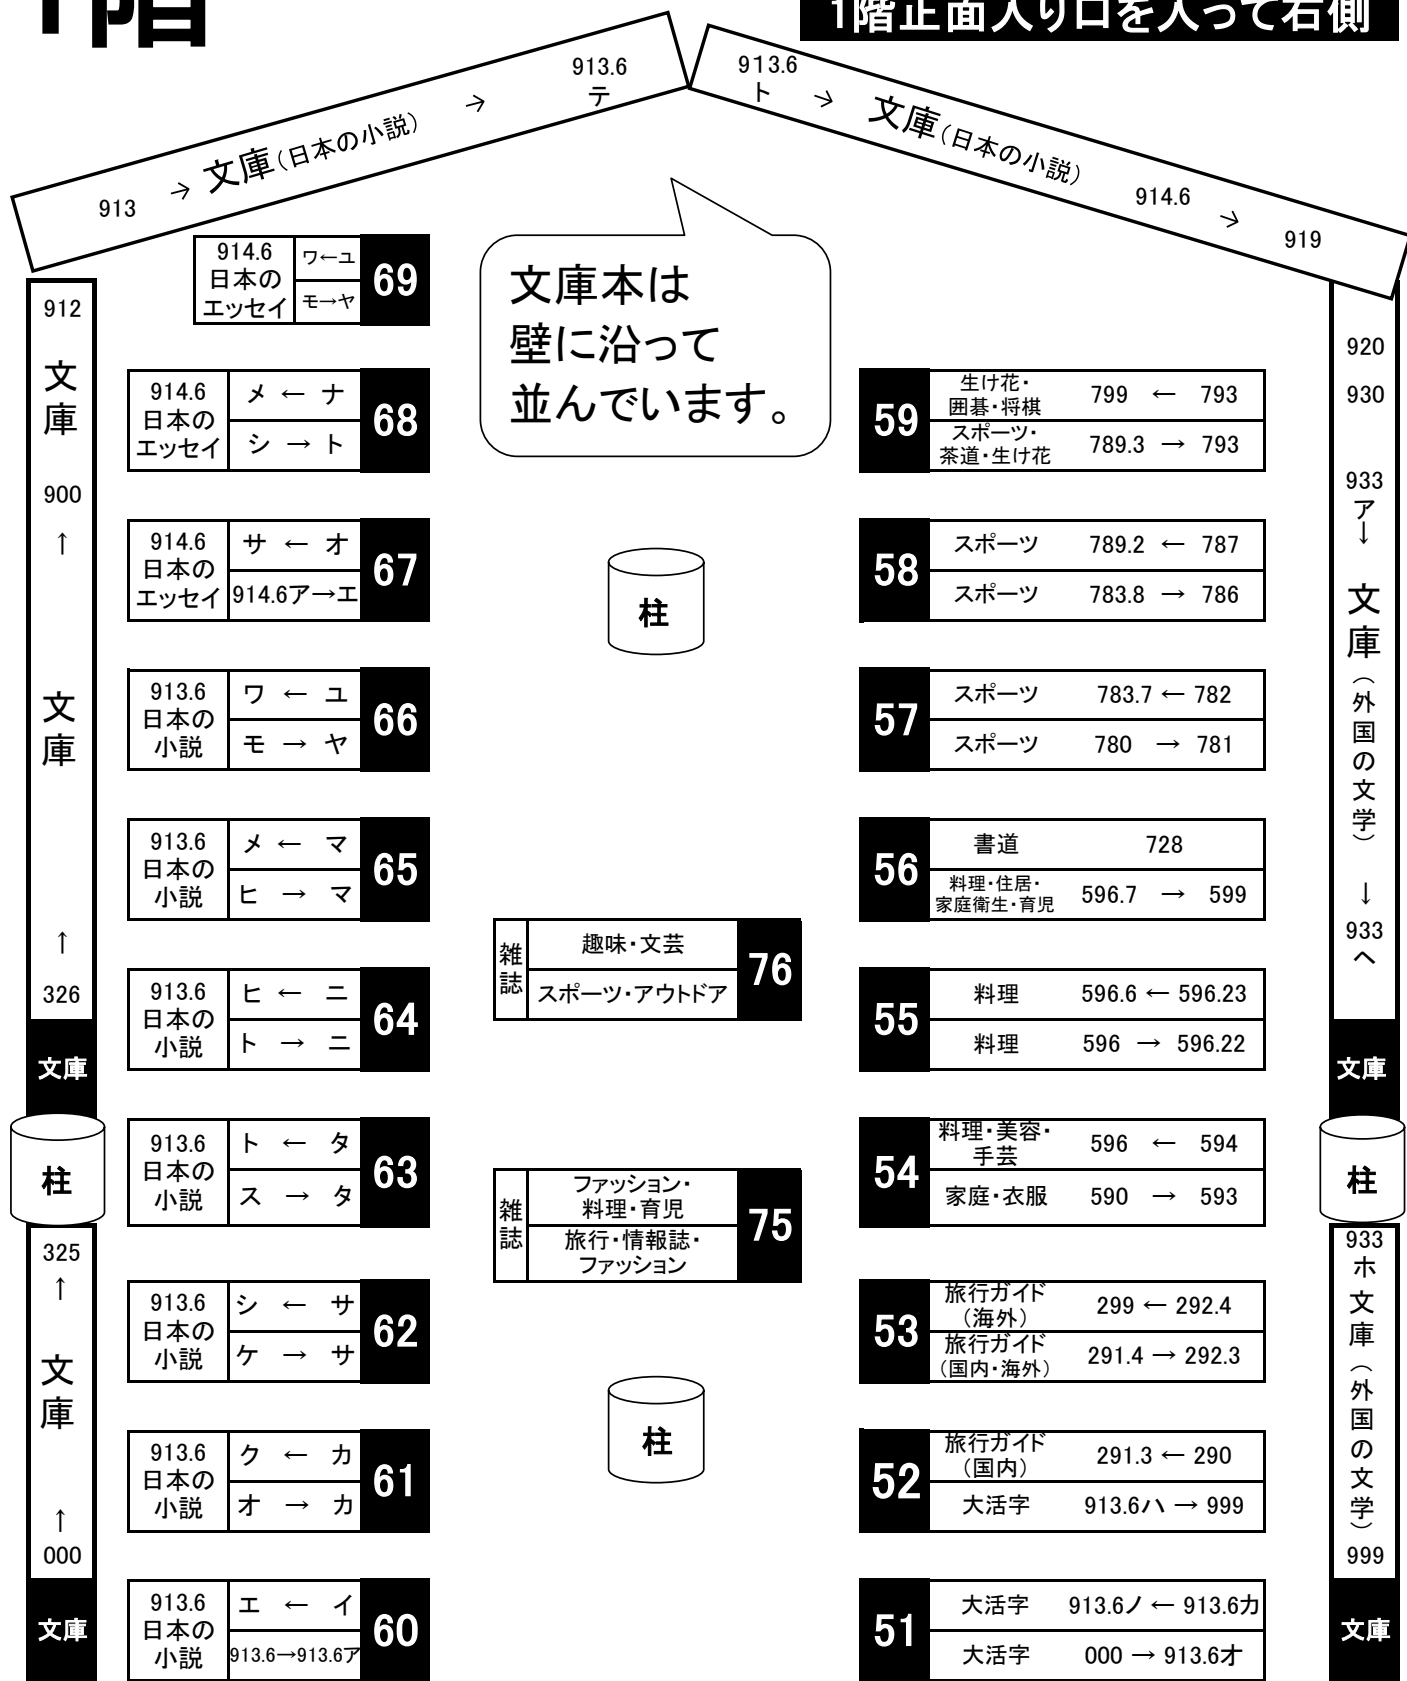 1階
1階正面入り口を入って右側
913 → 文庫(日本の小説) → 913.6
テ
913.6
ト → 文庫(日本の小説) 914.6 → 919
文庫本は
壁に沿って
並んでいます。
912
文庫
900
↑
文庫
↑
326
文庫
柱
325
↑
文庫
↑
000
文庫
914.6
日本の
エッセイ
ワ←ユ
モ→ヤ
69
914.6
日本の
エッセイ
メ ← ナ
シ → ト
68
914.6
日本の
エッセイ
サ ← オ
914.6ア→エ
67
913.6
日本の
小説
ワ ← ユ
モ → ヤ
66
913.6
日本の
小説
メ ← マ
ヒ → マ
65
913.6
日本の
小説
ヒ ← ニ
ト → ニ
64
913.6
日本の
小説
ト ← タ
ス → タ
63
913.6
日本の
小説
シ ← サ
ケ → サ
62
913.6
日本の
小説
ク ← カ
オ → カ
61
913.6
日本の
小説
エ ← イ
913.6→913.6ア
60
柱
雑誌
趣味・文芸
スポーツ・アウトドア
76
雑誌
ファッション・
料理・育児
旅行・情報誌・
ファッション
75
柱
59
生け花・
囲碁・将棋
799 ← 793
スポーツ・
茶道・生け花
789.3 → 793
58
スポーツ 789.2 ← 787
スポーツ 783.8 → 786
57
スポーツ 783.7 ← 782
スポーツ 780 → 781
56
書道 728
料理・住居・
家庭衛生・育児
596.7 → 599
55
料理 596.6 ← 596.23
料理 596 → 596.22
54
料理・美容・
手芸
596 ← 594
家庭・衣服 590 → 593
53
旅行ガイド
(海外)
299 ← 292.4
旅行ガイド
(国内・海外)
291.4 → 292.3
52
旅行ガイド
(国内)
291.3 ← 290
大活字 913.6ハ → 999
51
大活字 913.6ノ ← 913.6カ
大活字 000 → 913.6オ
920
930
933
ア
↓
文庫(外国の文学)
↓
933
ヘ
文庫
柱
933
ホ
文庫(外国の文学)
999
文庫